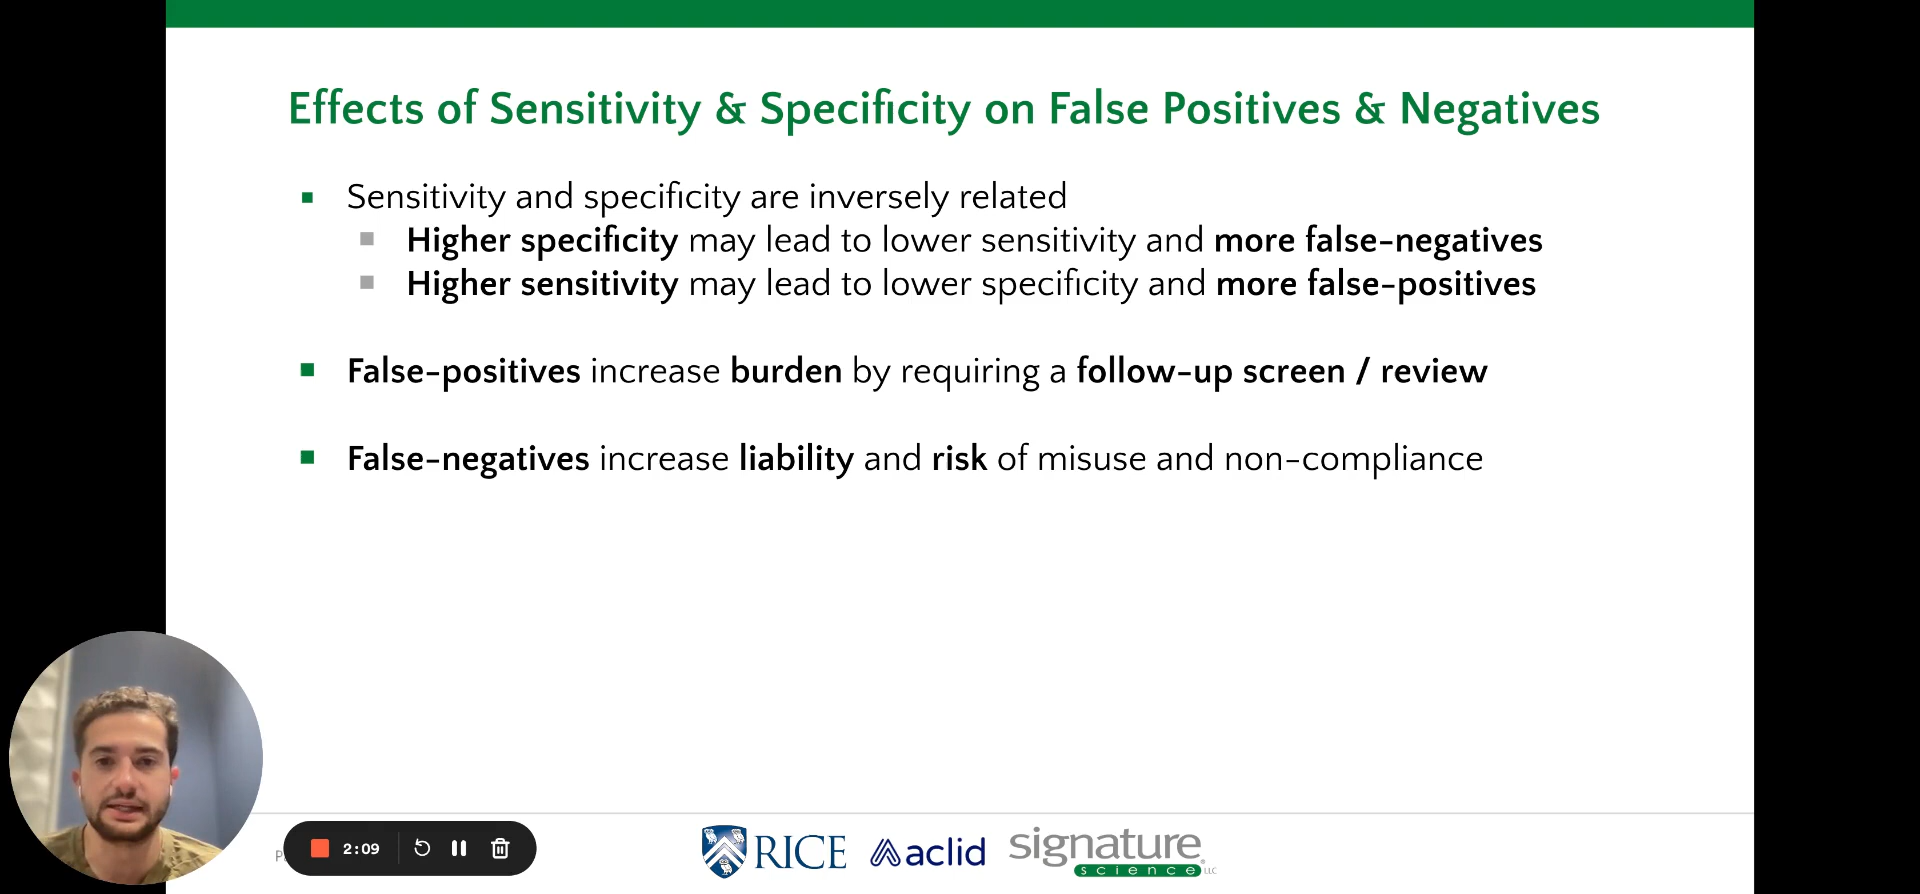 Effects of Sensitivity & Specificity on False Positives & Negatives
Sensitivity and specificity are inversely related
Higher specificity may lead to lower sensitivity and more false-negatives
Higher sensitivity may lead to lower specificity and more false-positives
False-positives increase burden by requiring a follow-up screen / review
False-negatives increase liability and risk of misuse and non-compliance
2:09
RICE
aclid
signature
science LLC